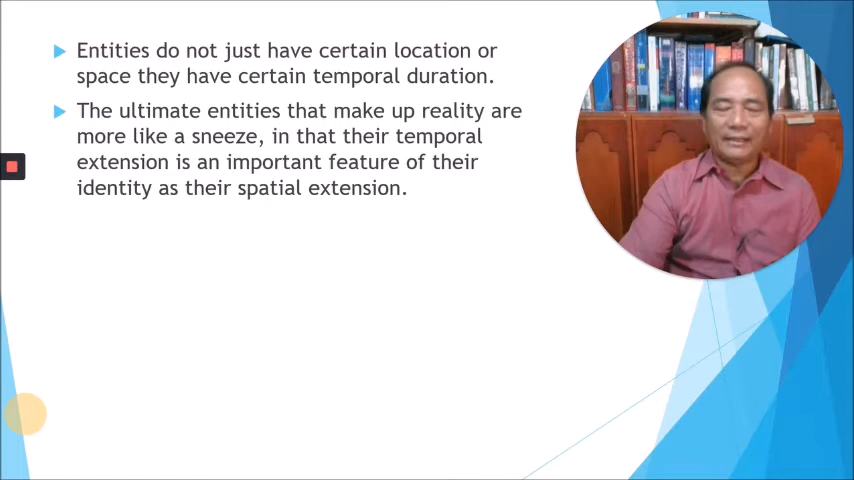 Entities do not just have certain location or
space they have certain temporal duration.
The ultimate entities that make up reality are
more like a sneeze, in that their temporal
extension is an important feature of their
identity as their spatial extension.